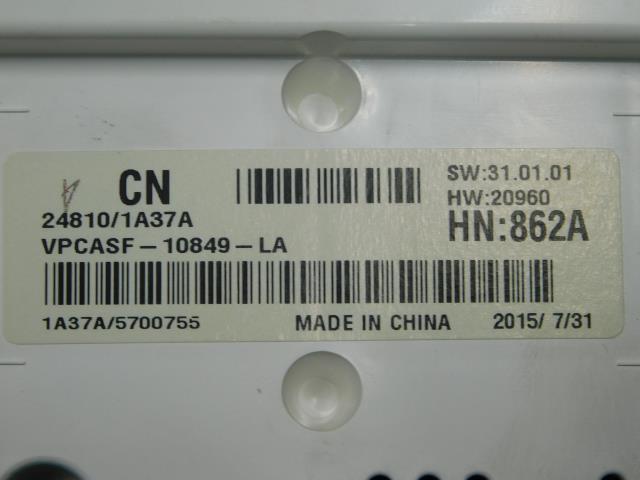 CN
SW:31.01.01
HW:20960
24810/1A37A
HN:862A
VPCASF-10849-LA
1A37A/5700755 MADE IN CHINA 2015/ 7/31